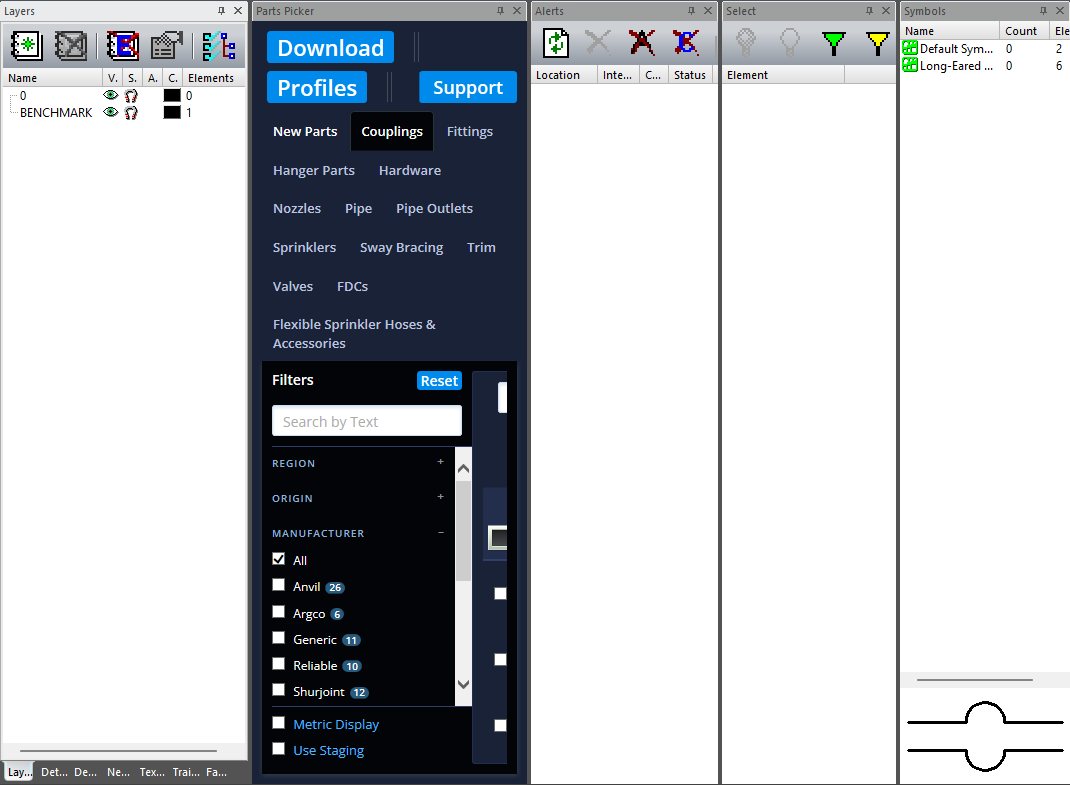 Layers
Name V. S. A. C. Elements
0 0
BENCHMARK 1
Lay... Det... De... Ne... Tex... Trai... Fa...
Parts Picker
Download
Profiles Support
New Parts Couplings Fittings
Hanger Parts Hardware
Nozzles Pipe Pipe Outlets
Sprinklers Sway Bracing Trim
Valves FDCs
Flexible Sprinkler Hoses &
Accessories
Filters Reset
Search by Text
REGION +
ORIGIN +
MANUFACTURER −
All
Anvil 26
Argco 6
Generic 11
Reliable 10
Shurjoint 12
Metric Display
Use Staging
Alerts
Location Inte... C... Status
Select
Element
Symbols
Name Count Ele
Default Sym... 0 2
Long-Eared ... 0 6